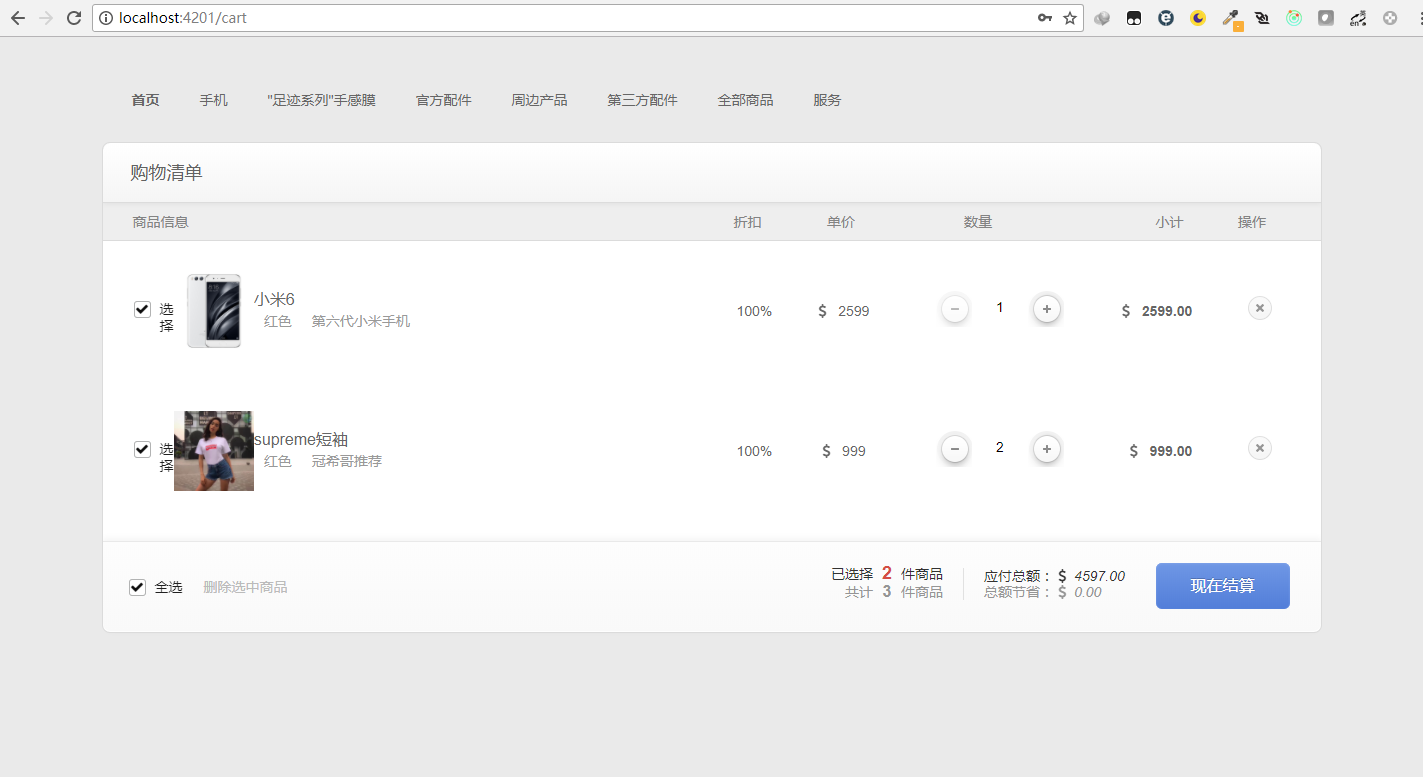 localhost:4201/cart
首页 手机 "足迹系列"手感膜 官方配件 周边产品 第三方配件 全部商品 服务
购物清单
商品信息 折扣 单价 数量 小计 操作
选择 小米6 红色 第六代小米手机 100% $ 2599 1 $ 2599.00
选择 supreme短袖 红色 冠希哥推荐 100% $ 999 2 $ 999.00
全选 删除选中商品
已选择 2 件商品 应付总额： $ 4597.00 现在结算
共计 3 件商品 总额节省： $ 0.00